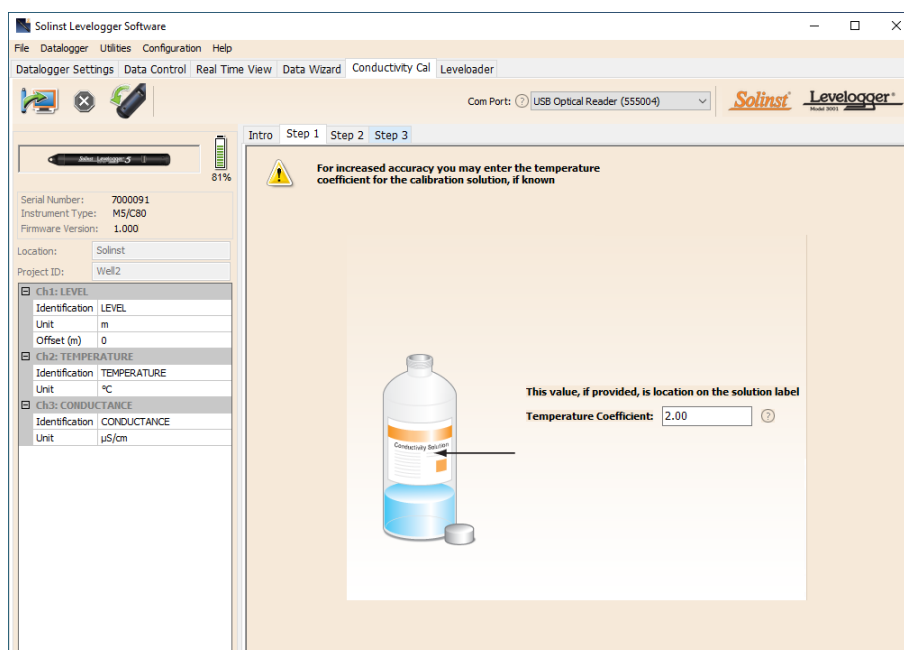 Solinst Levelogger Software
File Datalogger Utilities Configuration Help
Datalogger Settings Data Control Real Time View Data Wizard Conductivity Cal Leveloader
Com Port: ? USB Optical Reader (555004)
Solinst Levelogger
Model 3001
Intro Step 1 Step 2 Step 3
Solinst Levelogger 5
81%
Serial Number: 7000091
Instrument Type: M5/C80
Firmware Version: 1.000
Location: Solinst
Project ID: Well2
Ch1: LEVEL
Identification LEVEL
Unit m
Offset (m) 0
Ch2: TEMPERATURE
Identification TEMPERATURE
Unit °C
Ch3: CONDUCTANCE
Identification CONDUCTANCE
Unit µS/cm
For increased accuracy you may enter the temperature
coefficient for the calibration solution, if known
Conductivity Solution
This value, if provided, is location on the solution label
Temperature Coefficient: 2.00 ?